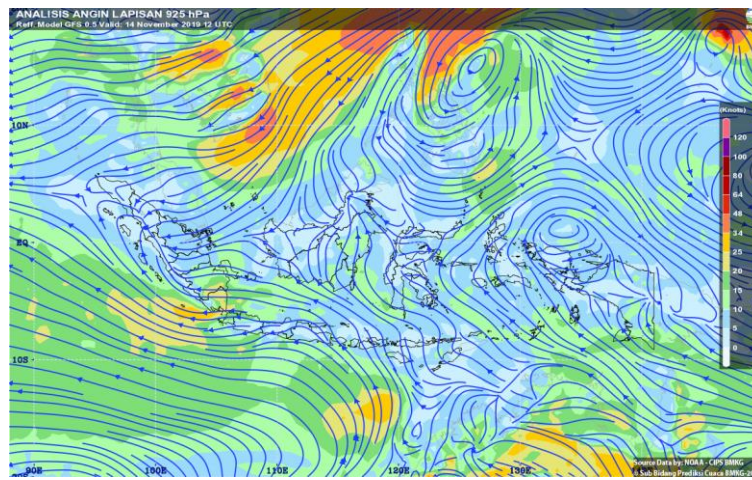 ANALISIS ANGIN LAPISAN 925 hPa
Reff. Model GFS 0.5 Valid: 14 November 2019 12 UTC
10N
EQ
10S
90E
100E
110E
120E
130E
(Knots)
120
100
80
64
48
34
25
20
15
10
5
0
Source Data by: NOAA - CIPS BMKG
© Sub Bidang Prediksi Cuaca BMKG-20